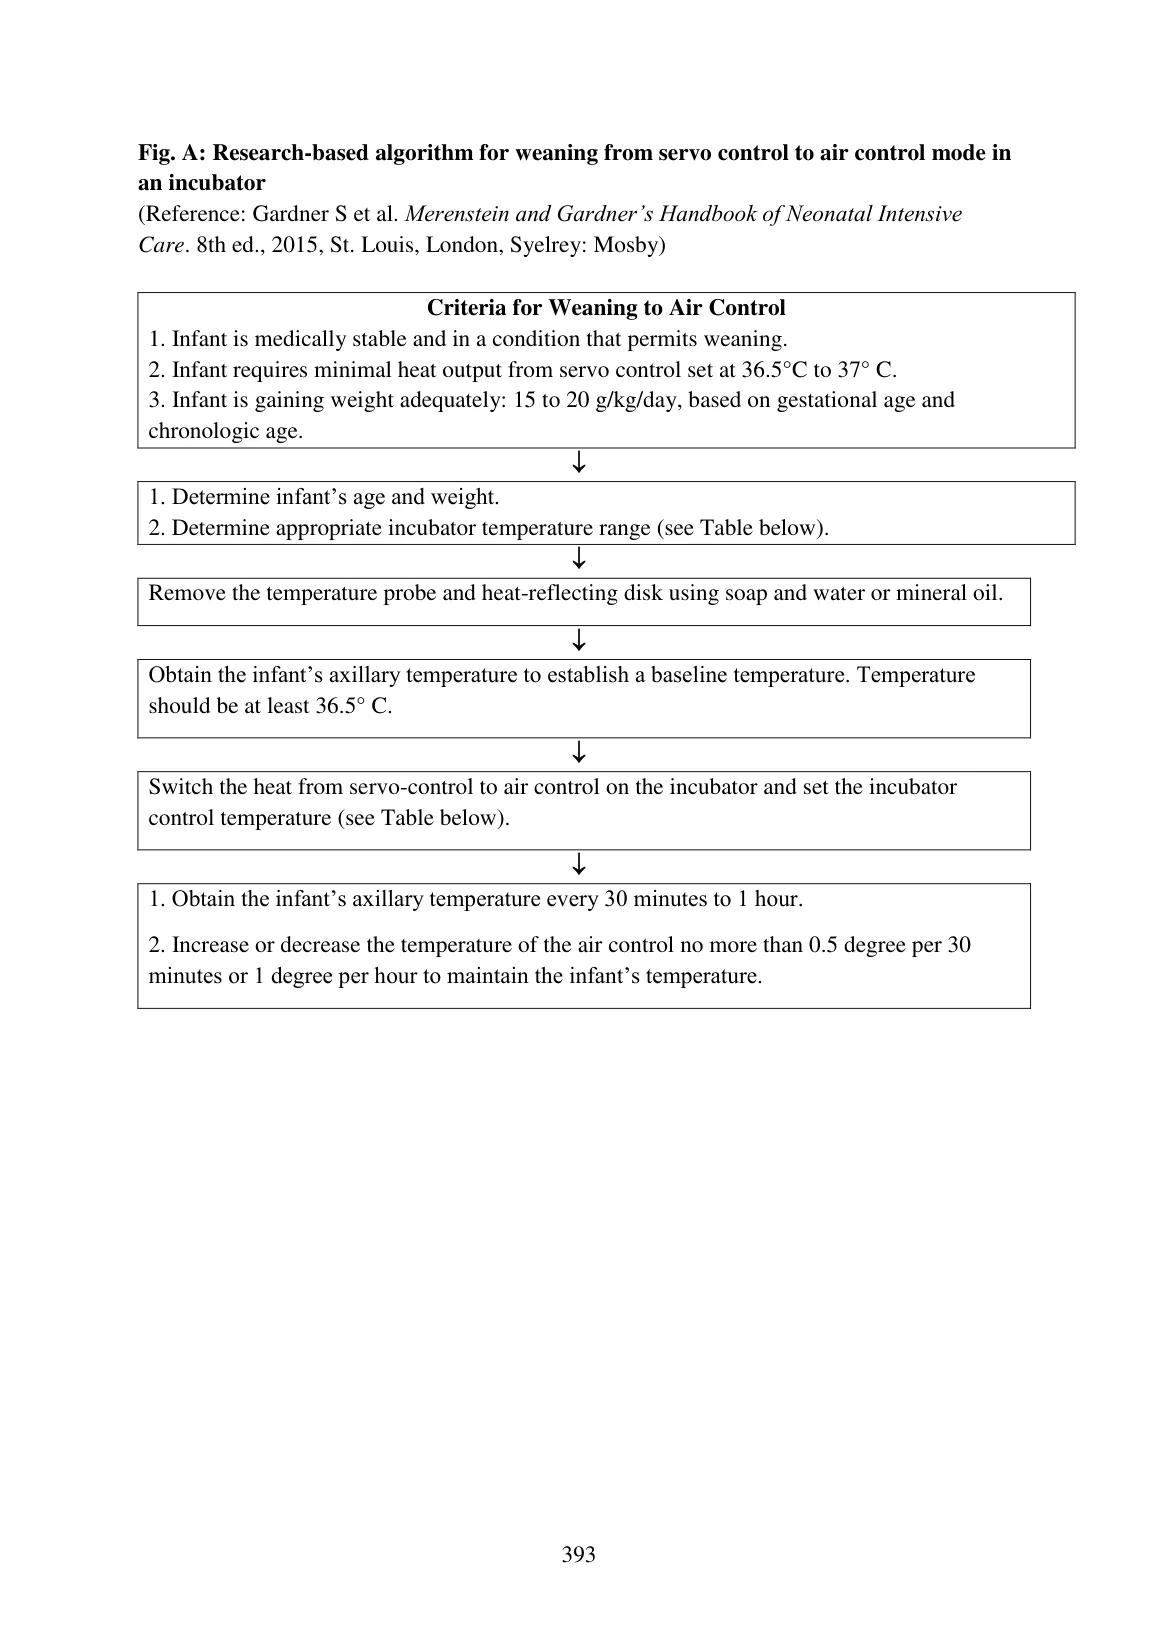 Fig. A: Research-based algorithm for weaning from servo control to air control mode in
an incubator
(Reference: Gardner S et al. Merenstein and Gardner’s Handbook of Neonatal Intensive
Care. 8th ed., 2015, St. Louis, London, Syelrey: Mosby)
Criteria for Weaning to Air Control
1. Infant is medically stable and in a condition that permits weaning.
2. Infant requires minimal heat output from servo control set at 36.5°C to 37° C.
3. Infant is gaining weight adequately: 15 to 20 g/kg/day, based on gestational age and
chronologic age.
↓
1. Determine infant’s age and weight.
2. Determine appropriate incubator temperature range (see Table below).
↓
Remove the temperature probe and heat-reflecting disk using soap and water or mineral oil.
↓
Obtain the infant’s axillary temperature to establish a baseline temperature. Temperature
should be at least 36.5° C.
↓
Switch the heat from servo-control to air control on the incubator and set the incubator
control temperature (see Table below).
↓
1. Obtain the infant’s axillary temperature every 30 minutes to 1 hour.
2. Increase or decrease the temperature of the air control no more than 0.5 degree per 30
minutes or 1 degree per hour to maintain the infant’s temperature.
393